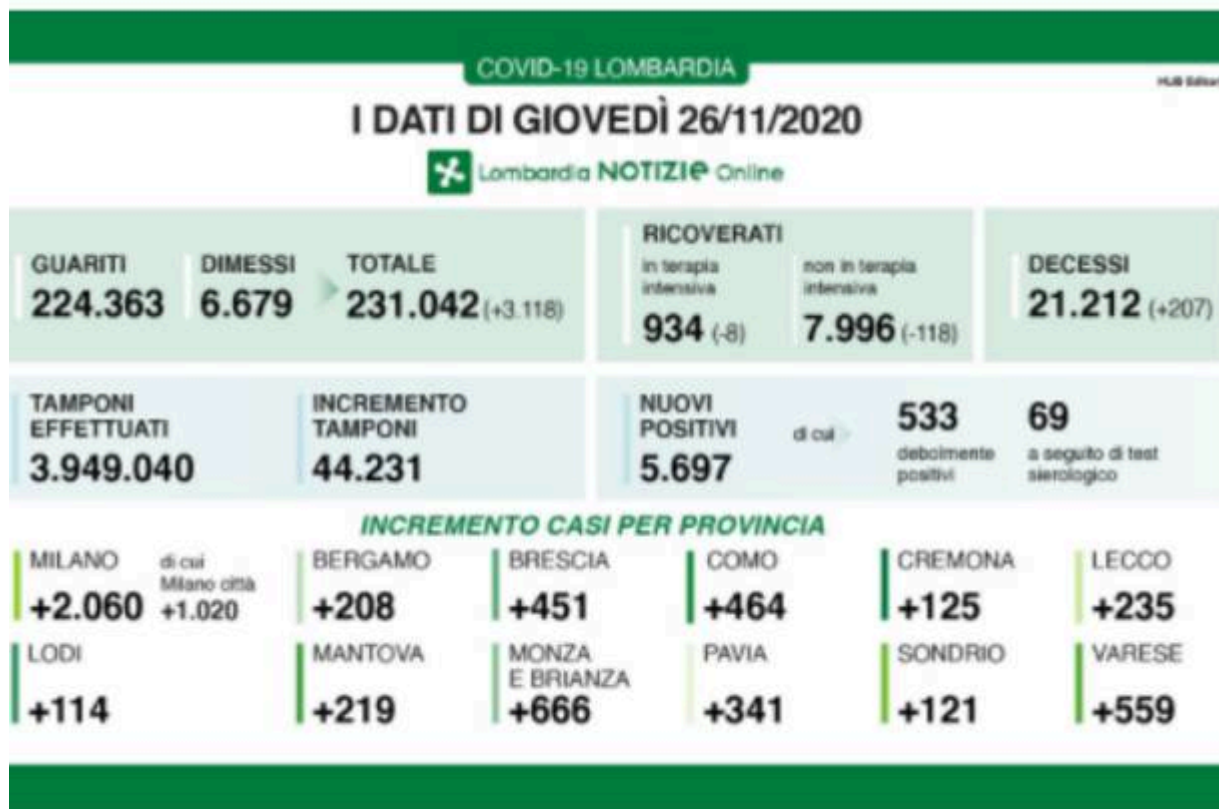 COVID-19 LOMBARDIA
I DATI DI GIOVEDÌ 26/11/2020
Lombardia NOTIZIE Online
GUARITI
224.363
DIMESSI
6.679
TOTALE
231.042 (+3.118)
RICOVERATI
in terapia
intensiva
934 (-8)
non in terapia
intensiva
7.996 (-118)
DECESSI
21.212 (+207)
TAMPONI
EFFETTUATI
3.949.040
INCREMENTO
TAMPONI
44.231
NUOVI
POSITIVI
5.697
di cui
533
debolmente
positivi
69
a seguito di test
sierologico
INCREMENTO CASI PER PROVINCIA
MILANO
+2.060
di cui
Milano città
+1.020
BERGAMO
+208
BRESCIA
+451
COMO
+464
CREMONA
+125
LECCO
+235
LODI
+114
MANTOVA
+219
MONZA
E BRIANZA
+666
PAVIA
+341
SONDRIO
+121
VARESE
+559